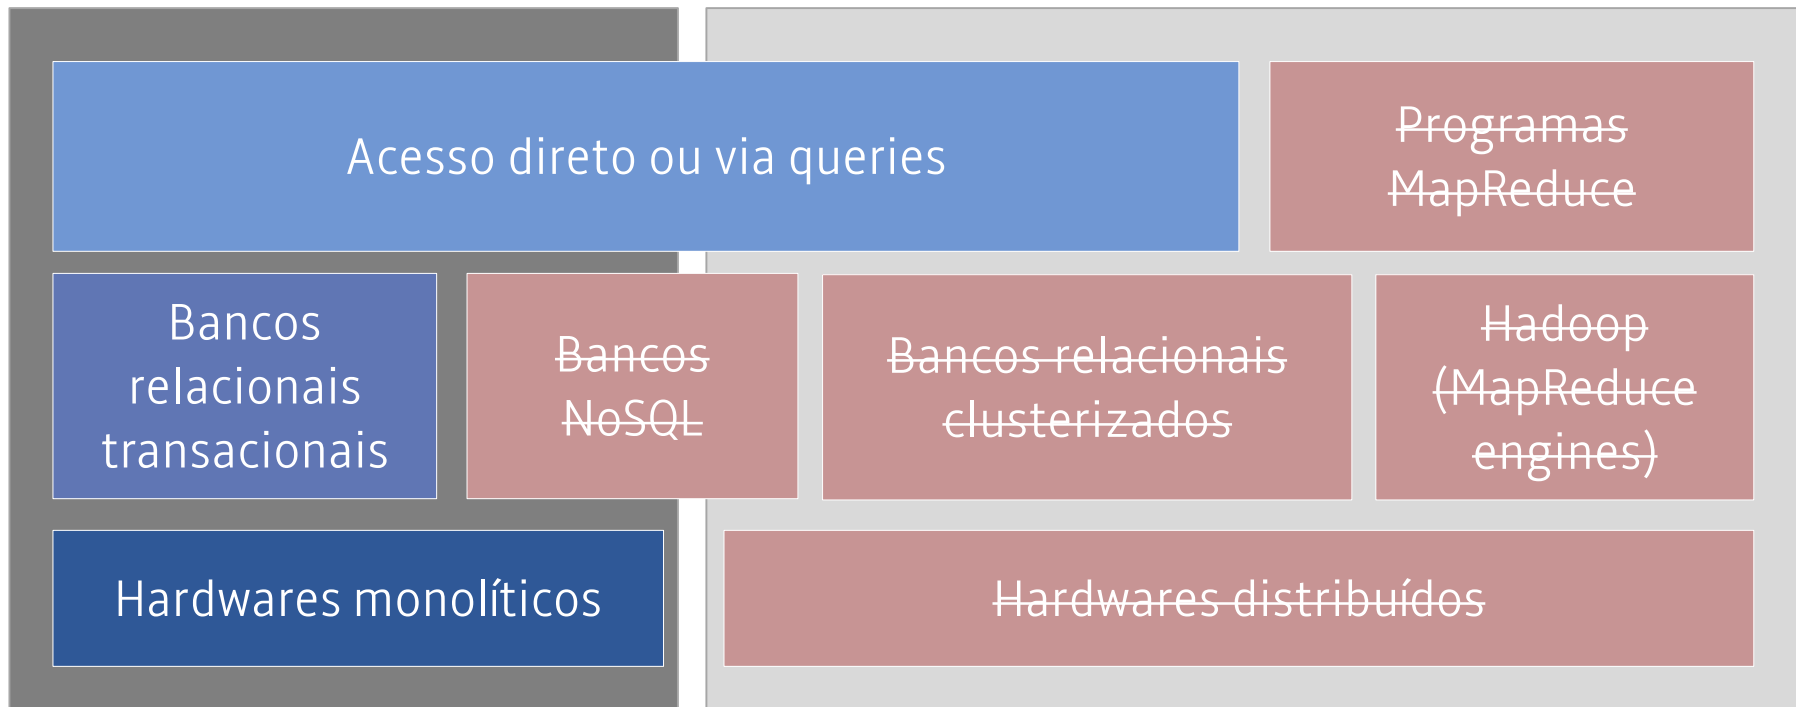 Acesso direto ou via queries
Programas
MapReduce
Bancos
relacionais
transacionais
Bancos
NoSQL
Bancos relacionais
clusterizados
Hadoop
(MapReduce
engines)
Hardwares monolíticos
Hardwares distribuídos